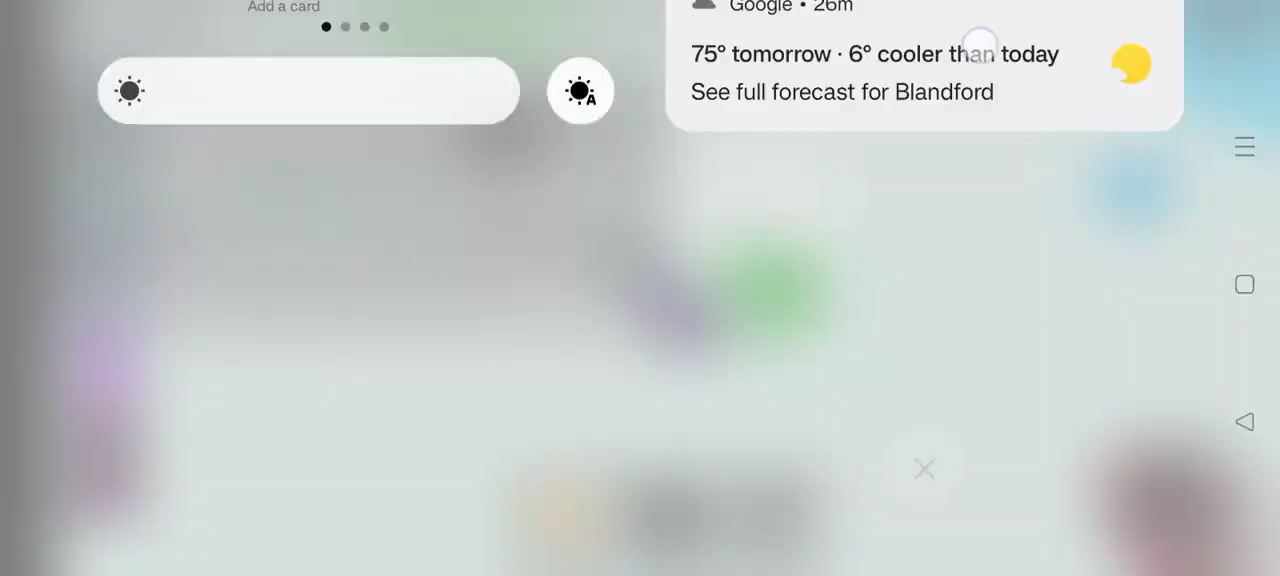 Add a card
Google • 26m
75° tomorrow · 6° cooler than today
See full forecast for Blandford
A